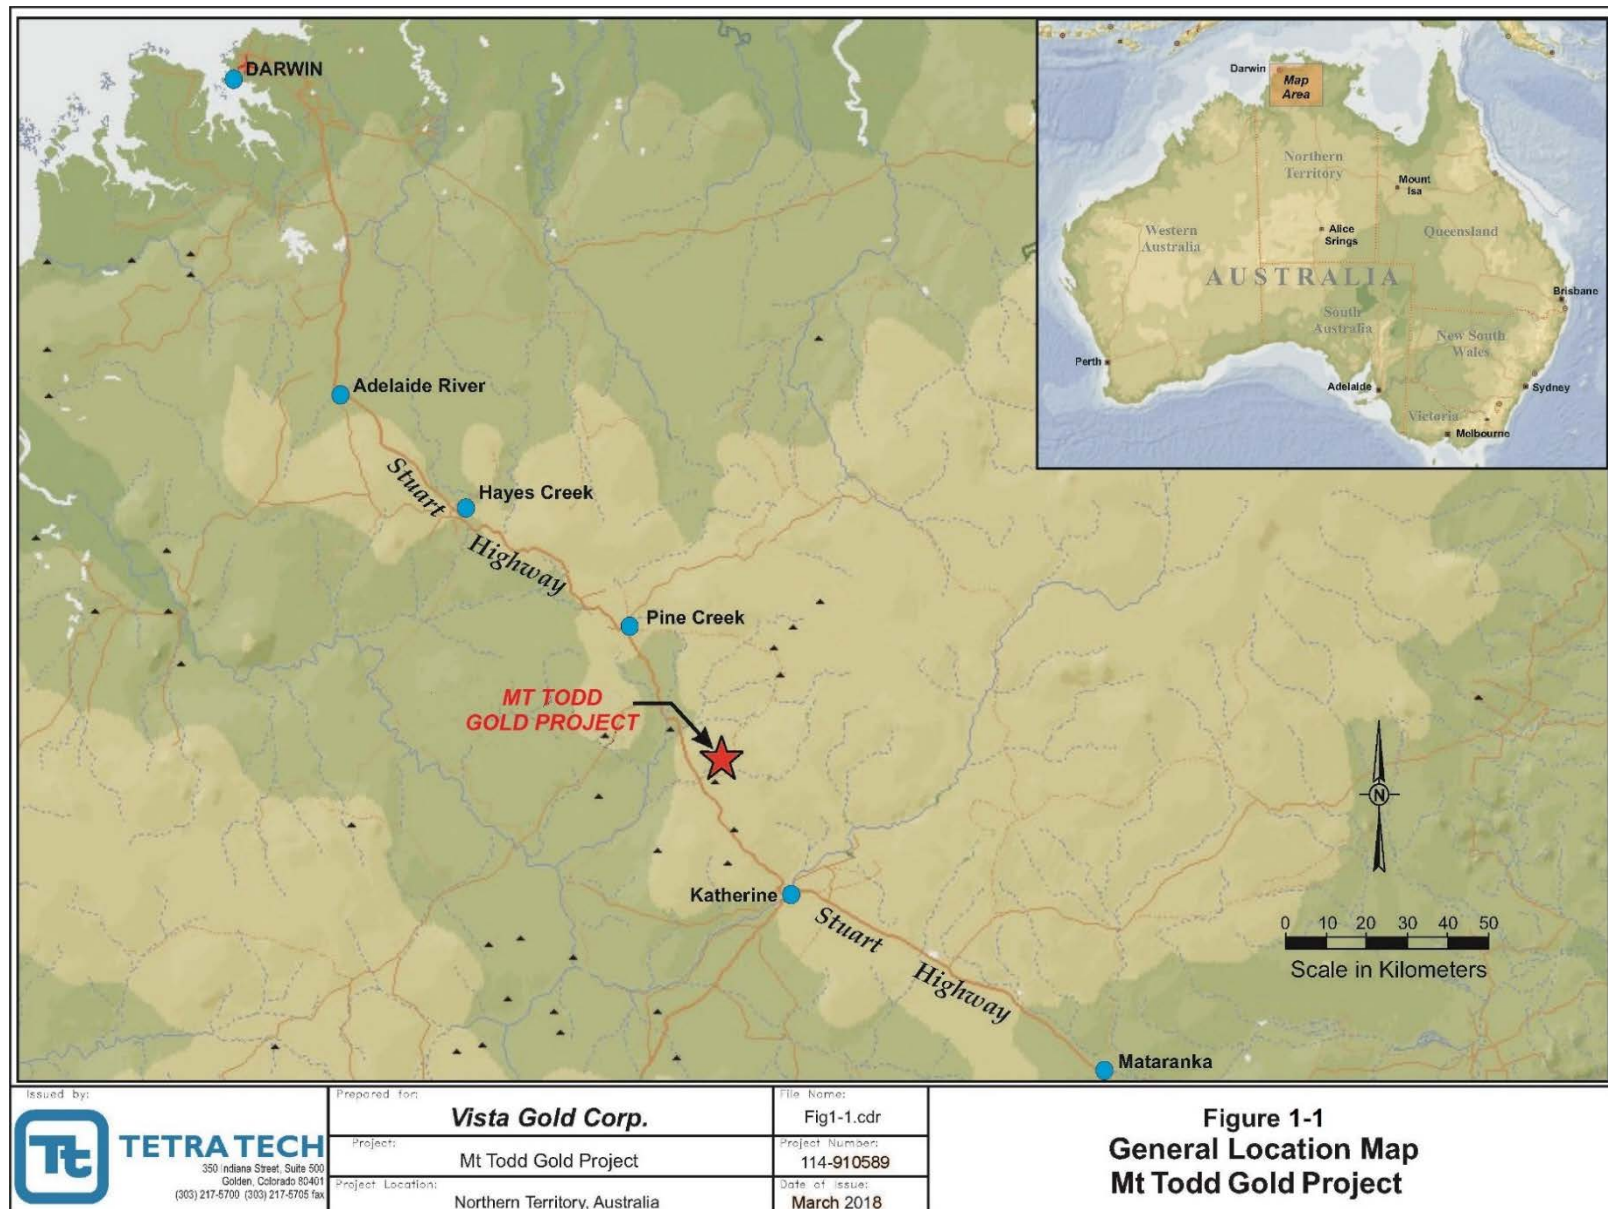 DARWIN
Adelaide River
Stuart
Hayes Creek
Highway
Pine Creek
MT TODD
GOLD PROJECT
Katherine
Stuart
Highway
Mataranka
Darwin
Map
Area
Northern
Territory
Mount
Isa
Western
Australia
Alice
Srings
Queensland
AUSTRALIA
Brisbane
South
Australia
New South
Wales
Perth
Adelaide
Sydney
Victoria
Melbourne
N
0 10 20 30 40 50
Scale in Kilometers
Issued by:
Tt
TETRA TECH
350 Indiana Street, Suite 500
Golden, Colorado 80401
(303) 217-5700 (303) 217-5705 fax
Prepared for:
Vista Gold Corp.
Project:
Mt Todd Gold Project
Project Location:
Northern Territory, Australia
File Name:
Fig1-1.cdr
Project Number:
114-910589
Date of Issue:
March 2018
Figure 1-1
General Location Map
Mt Todd Gold Project